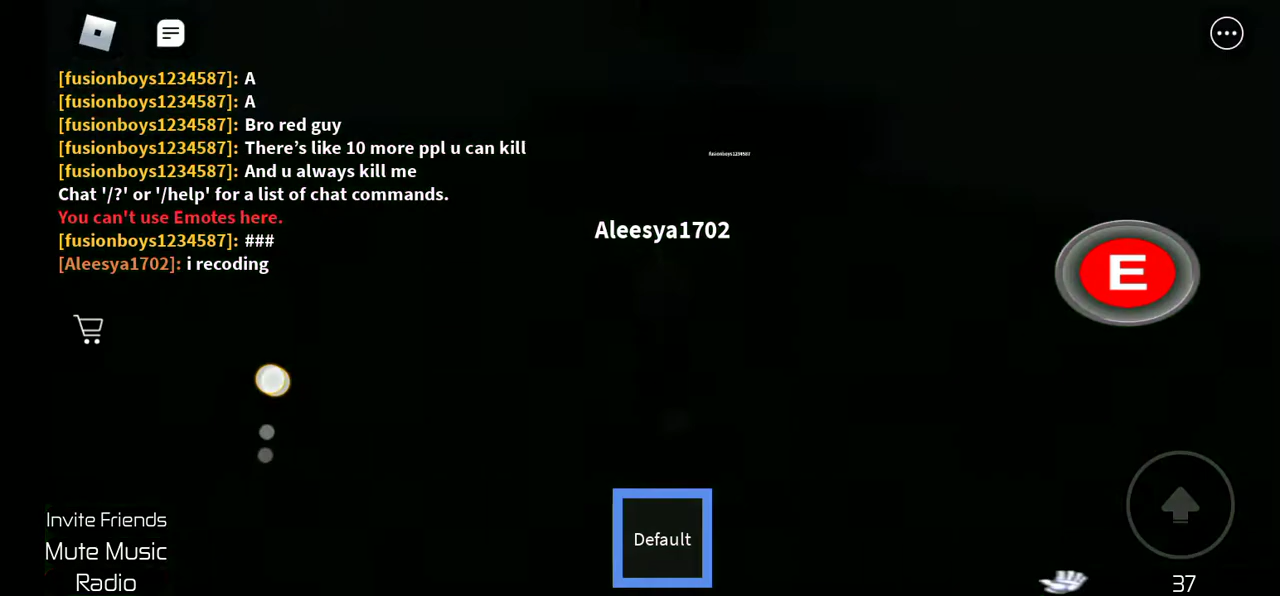 [fusionboys1234587]: A
[fusionboys1234587]: A
[fusionboys1234587]: Bro red guy
[fusionboys1234587]: There's like 10 more ppl u can kill
[fusionboys1234587]: And u always kill me
Chat '/?' or '/help' for a list of chat commands.
You can't use Emotes here.
[fusionboys1234587]: ###
[Aleesya1702]: i recoding
fusionboys1234587
Aleesya1702
E
Invite Friends
Mute Music
Radio
Default
37